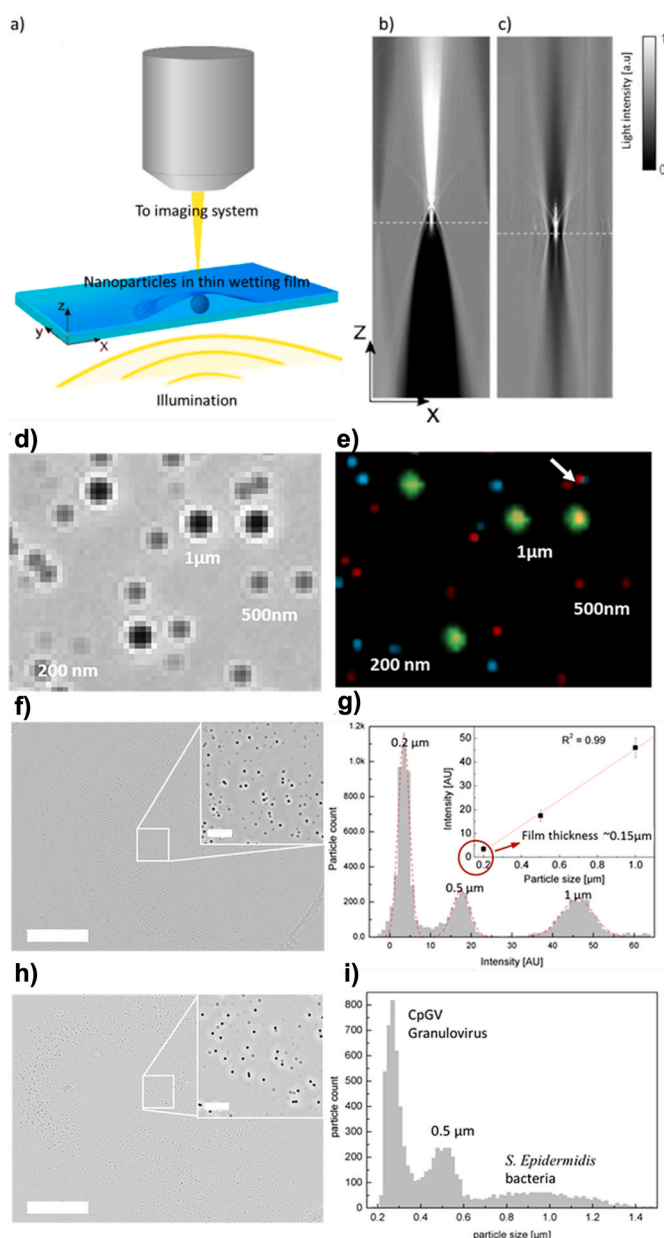 a)
To imaging system
Nanoparticles in thin wetting film
z
y
x
Illumination
b)
c)
Z
X
Light intensity [a.u]
1
0
d)
1μm
500nm
200 nm
e)
1μm
500nm
200 nm
f)
g)
1.2k
1.0k
800.0
600.0
400.0
200.0
0.0
Particle count
0.2 μm
0.5 μm
1 μm
0 10 20 30 40 50 60
Intensity [AU]
R² = 0.99
50
40
30
20
10
0
Intensity [AU]
Film thickness ~0.15μm
0.2 0.4 0.6 0.8 1.0
Particle size [μm]
h)
i)
800
700
600
500
400
300
200
100
0
particle count
CpGV
Granulovirus
0.5 μm
S. Epidermidis
bacteria
0.2 0.4 0.6 0.8 1.0 1.2 1.4
particle size [μm]